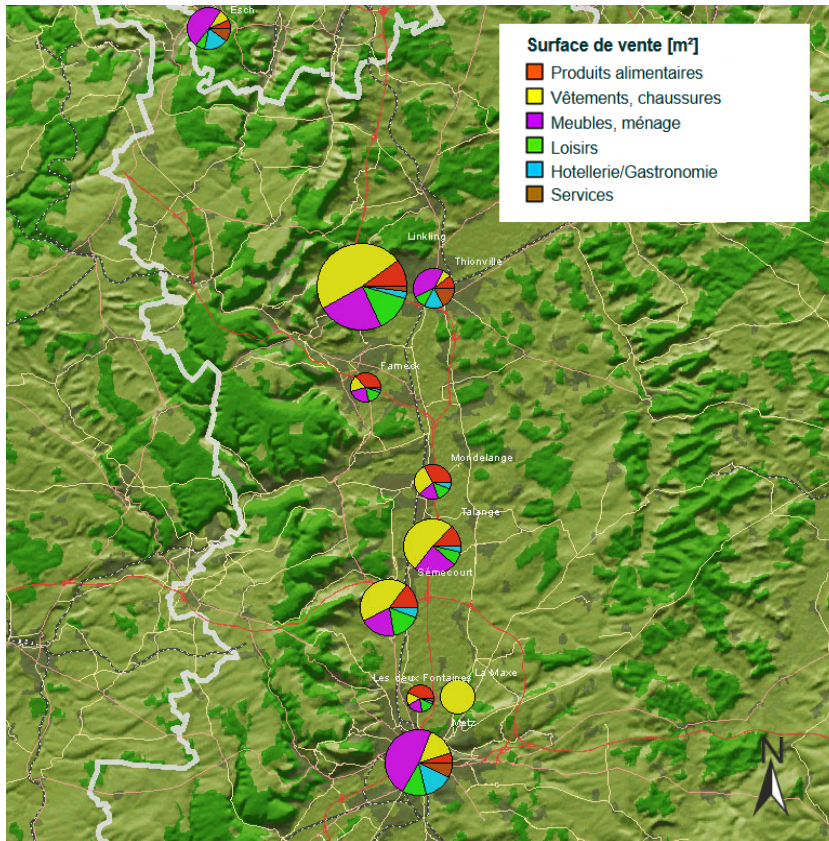 Esch
Surface de vente [m²]
Produits alimentaires
Vêtements, chaussures
Meubles, ménage
Loisirs
Hotellerie/Gastronomie
Services
Linkling
Thionville
Fameck
Mondelange
Talange
Sémécourt
Les deux Fontaines
La Maxe
Metz
N